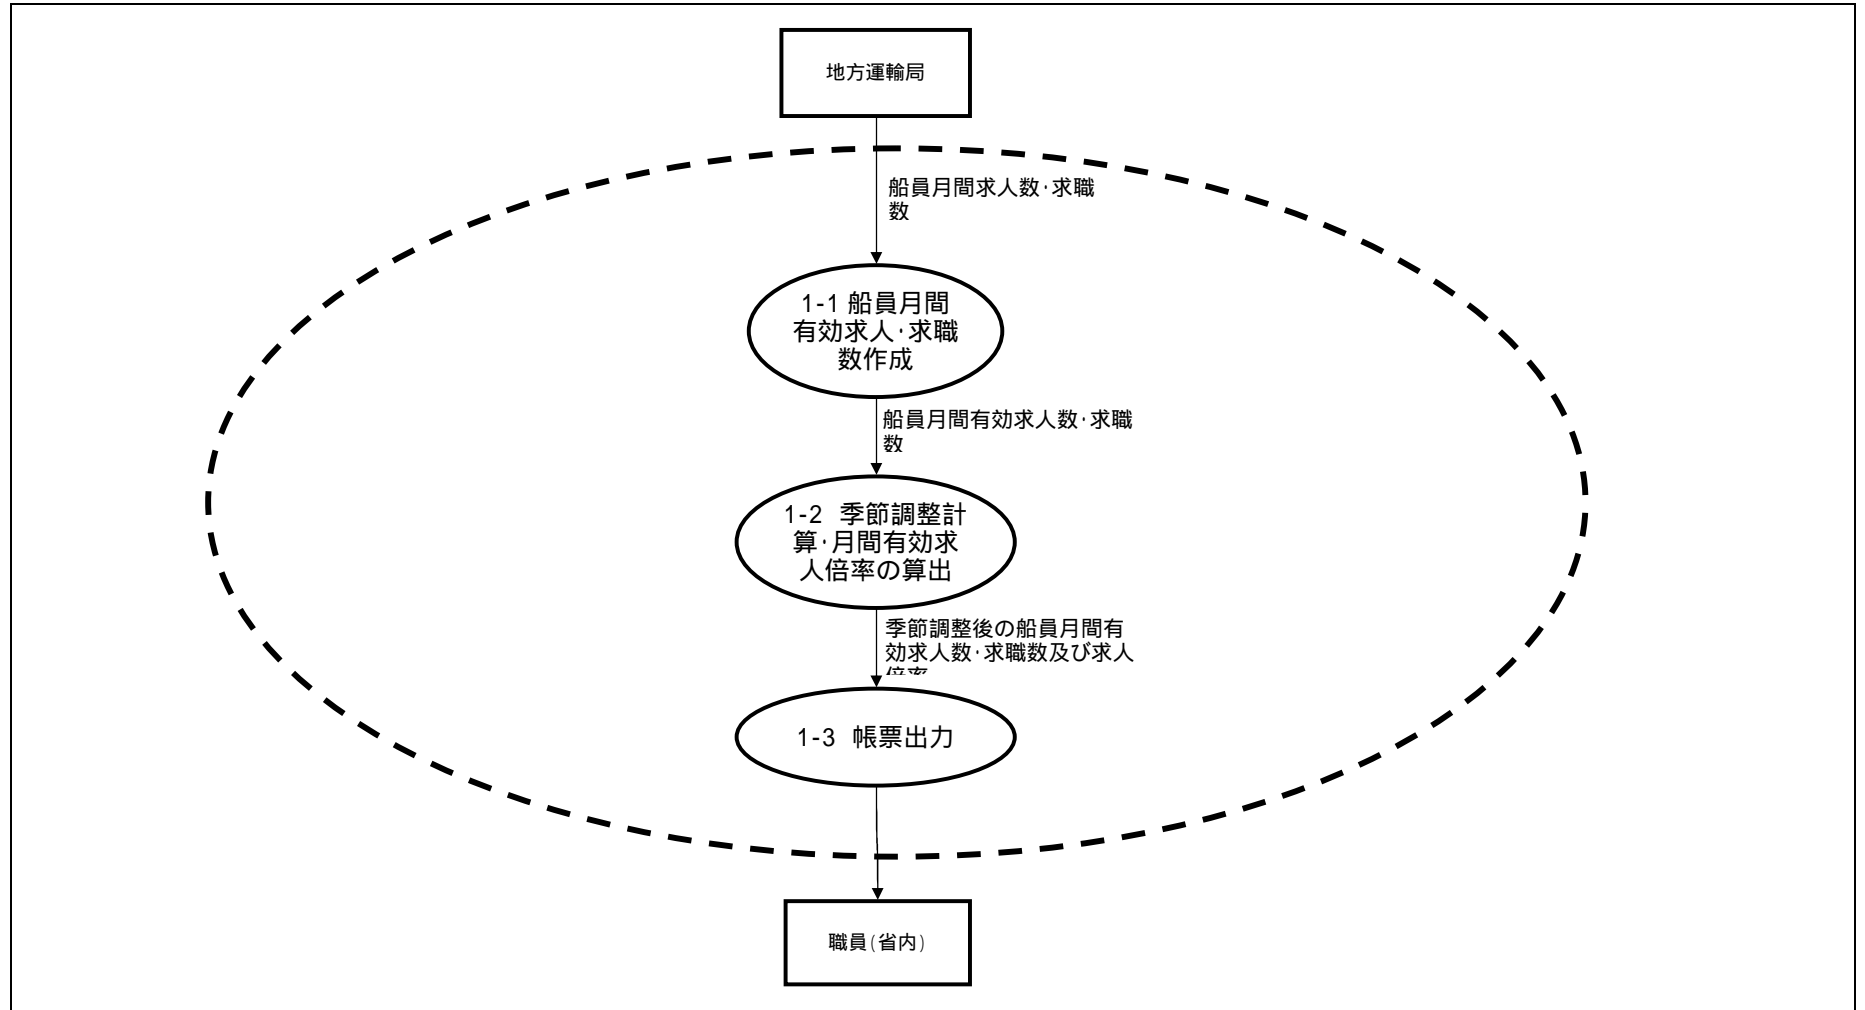 地方運輸局
船員月間求人数･求職
数
1-1 船員月間
有効求人･求職
数作成
船員月間有効求人数･求職
数
1-2 季節調整計
算･月間有効求
人倍率の算出
季節調整後の船員月間有
効求人数･求職数及び求人
1-3 帳票出力
職員(省内)